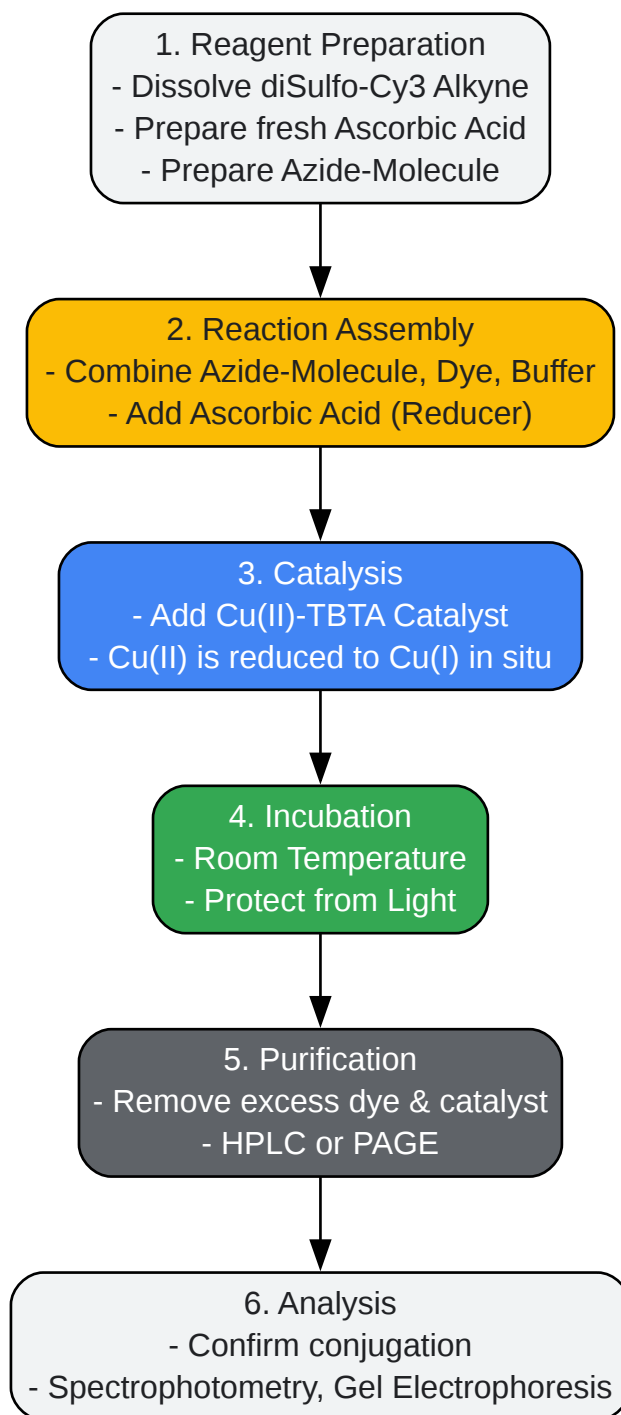 1. Reagent Preparation
- Dissolve diSulfo-Cy3 Alkyne
- Prepare fresh Ascorbic Acid
- Prepare Azide-Molecule
2. Reaction Assembly
- Combine Azide-Molecule, Dye, Buffer
- Add Ascorbic Acid (Reducer)
3. Catalysis
- Add Cu(II)-TBTA Catalyst
- Cu(II) is reduced to Cu(I) in situ
4. Incubation
- Room Temperature
- Protect from Light
5. Purification
- Remove excess dye & catalyst
- HPLC or PAGE
6. Analysis
- Confirm conjugation
- Spectrophotometry, Gel Electrophoresis